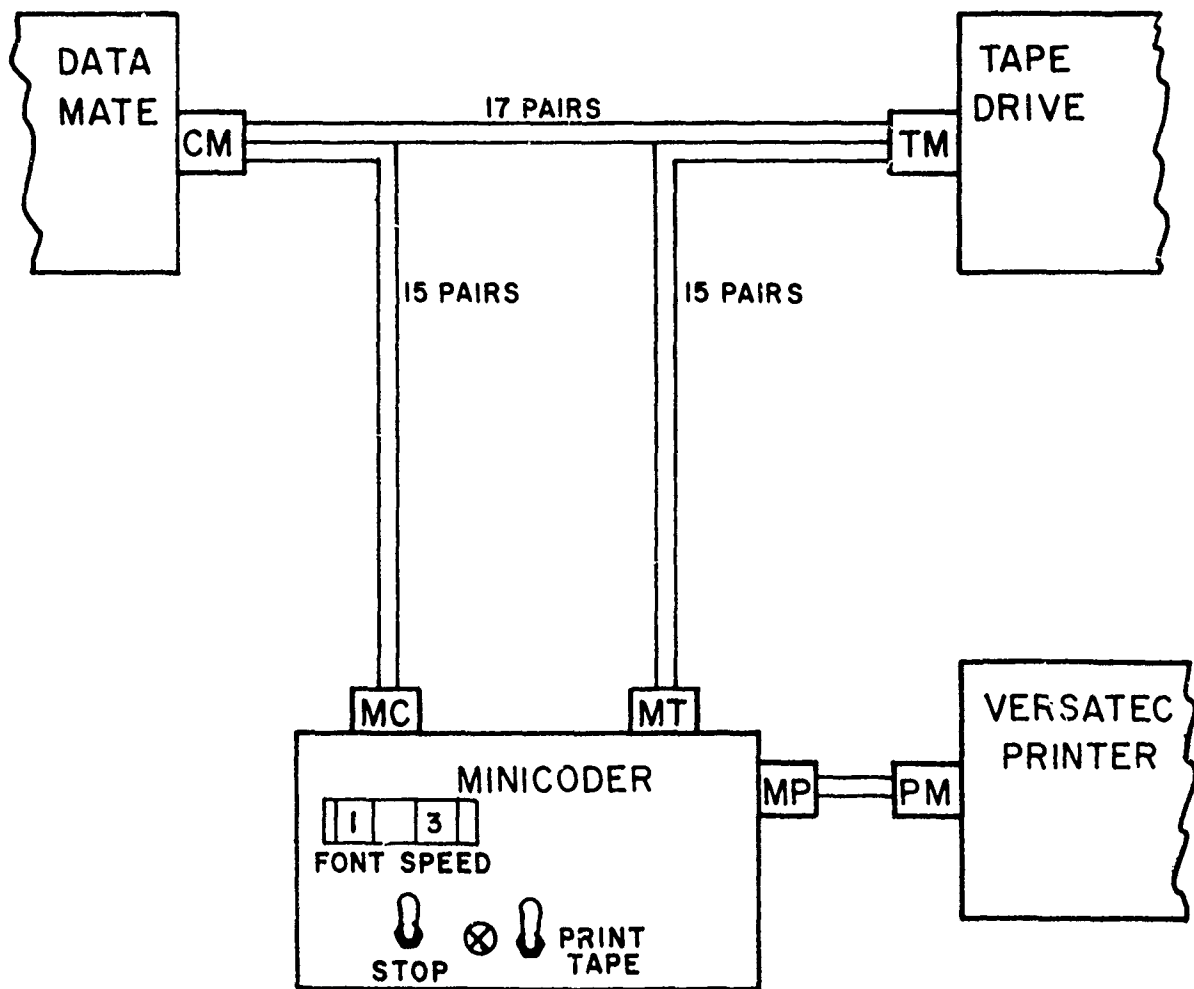 DATA
MATE
CM
17 PAIRS
TM
TAPE
DRIVE
15 PAIRS
15 PAIRS
MC
MT
MINICODER
1 3
FONT SPEED
STOP
PRINT
TAPE
MP
PM
VERSATEC
PRINTER